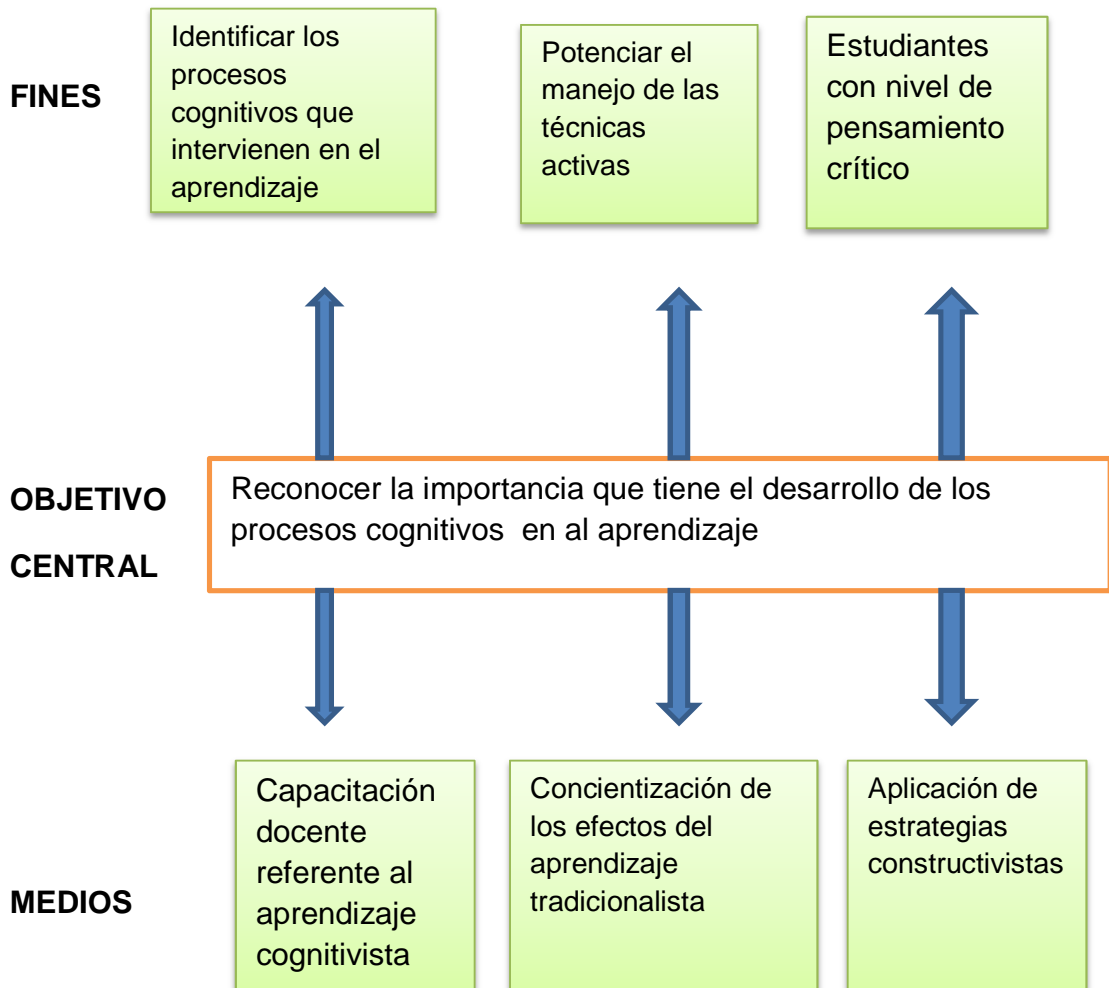 FINES
Identificar los
procesos
cognitivos que
intervienen en el
aprendizaje
Potenciar el
manejo de las
técnicas
activas
Estudiantes
con nivel de
pensamiento
crítico
OBJETIVO
CENTRAL
Reconocer la importancia que tiene el desarrollo de los
procesos cognitivos  en al aprendizaje
MEDIOS
Capacitación
docente
referente al
aprendizaje
cognitivista
Concientización de
los efectos del
aprendizaje
tradicionalista
Aplicación de
estrategias
constructivistas